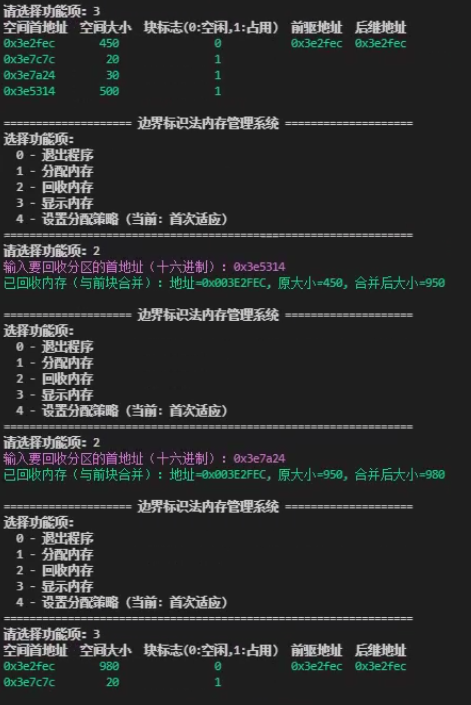 请选择功能项: 3
空间首地址 空间大小 块标志(0:空闲,1:占用) 前驱地址 后继地址
0x3e2fec 450 0 0x3e2fec 0x3e2fec
0x3e7c7c 20 1
0x3e7a24 30 1
0x3e5314 500 1
==================== 边界标识法内存管理系统 ====================
选择功能项:
0 - 退出程序
1 - 分配内存
2 - 回收内存
3 - 显示内存
4 - 设置分配策略（当前: 首次适应）
================================================================
请选择功能项: 2
输入要回收分区的首地址（十六进制）: 0x3e5314
已回收内存（与前块合并）: 地址=0x003E2FEC, 原大小=450, 合并后大小=950
==================== 边界标识法内存管理系统 ====================
选择功能项:
0 - 退出程序
1 - 分配内存
2 - 回收内存
3 - 显示内存
4 - 设置分配策略（当前: 首次适应）
================================================================
请选择功能项: 2
输入要回收分区的首地址（十六进制）: 0x3e7a24
已回收内存（与前块合并）: 地址=0x003E2FEC, 原大小=950, 合并后大小=980
==================== 边界标识法内存管理系统 ====================
选择功能项:
0 - 退出程序
1 - 分配内存
2 - 回收内存
3 - 显示内存
4 - 设置分配策略（当前: 首次适应）
================================================================
请选择功能项: 3
空间首地址 空间大小 块标志(0:空闲,1:占用) 前驱地址 后继地址
0x3e2fec 980 0 0x3e2fec 0x3e2fec
0x3e7c7c 20 1